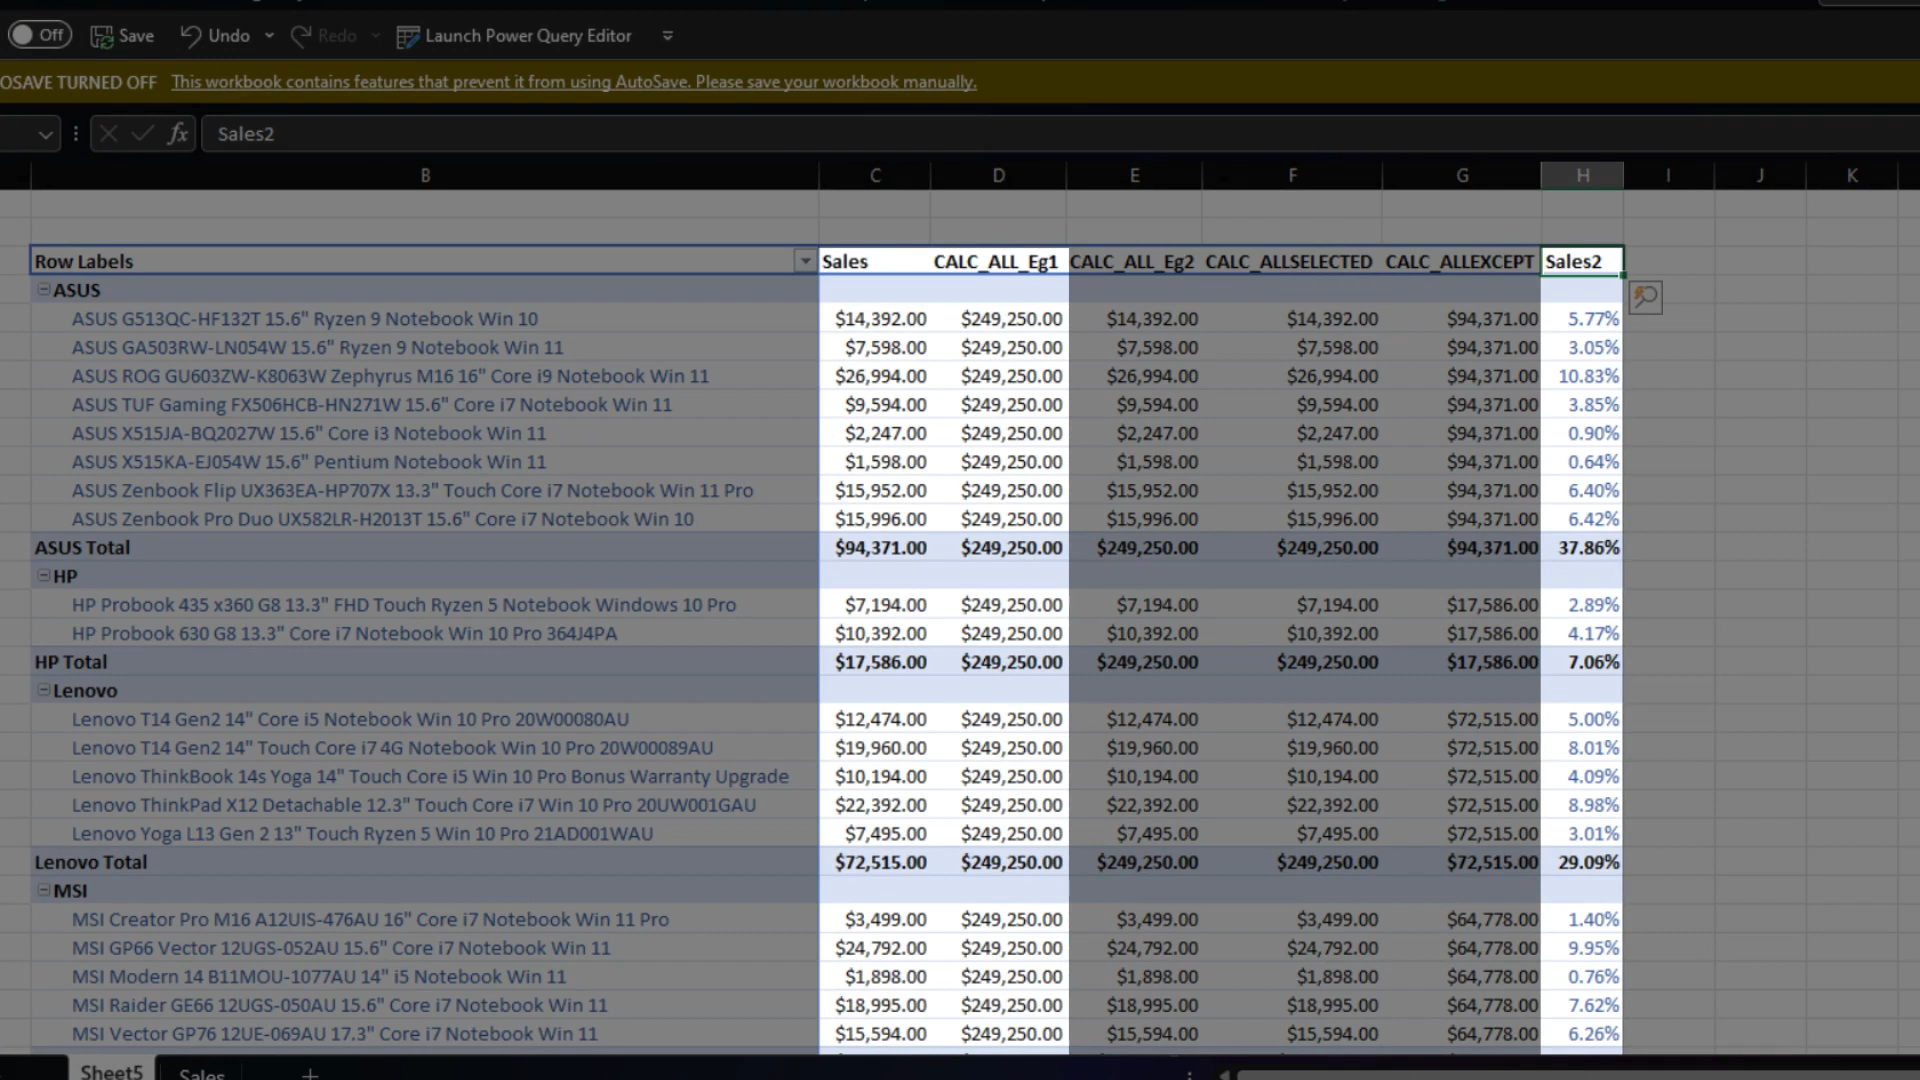 Off Save Undo Redo Launch Power Query Editor
OSAVE TURNED OFF This workbook contains features that prevent it from using AutoSave. Please save your workbook manually.
fx Sales2
B C D E F G H I J K
Row Labels Sales CALC_ALL_Eg1 CALC_ALL_Eg2 CALC_ALLSELECTED CALC_ALLEXCEPT Sales2
ASUS
ASUS G513QC-HF132T 15.6" Ryzen 9 Notebook Win 10 $14,392.00 $249,250.00 $14,392.00 $14,392.00 $94,371.00 5.77%
ASUS GA503RW-LN054W 15.6" Ryzen 9 Notebook Win 11 $7,598.00 $249,250.00 $7,598.00 $7,598.00 $94,371.00 3.05%
ASUS ROG GU603ZW-K8063W Zephyrus M16 16" Core i9 Notebook Win 11 $26,994.00 $249,250.00 $26,994.00 $26,994.00 $94,371.00 10.83%
ASUS TUF Gaming FX506HCB-HN271W 15.6" Core i7 Notebook Win 11 $9,594.00 $249,250.00 $9,594.00 $9,594.00 $94,371.00 3.85%
ASUS X515JA-BQ2027W 15.6" Core i3 Notebook Win 11 $2,247.00 $249,250.00 $2,247.00 $2,247.00 $94,371.00 0.90%
ASUS X515KA-EJ054W 15.6" Pentium Notebook Win 11 $1,598.00 $249,250.00 $1,598.00 $1,598.00 $94,371.00 0.64%
ASUS Zenbook Flip UX363EA-HP707X 13.3" Touch Core i7 Notebook Win 11 Pro $15,952.00 $249,250.00 $15,952.00 $15,952.00 $94,371.00 6.40%
ASUS Zenbook Pro Duo UX582LR-H2013T 15.6" Core i7 Notebook Win 10 $15,996.00 $249,250.00 $15,996.00 $15,996.00 $94,371.00 6.42%
ASUS Total $94,371.00 $249,250.00 $249,250.00 $249,250.00 $94,371.00 37.86%
HP
HP Probook 435 x360 G8 13.3" FHD Touch Ryzen 5 Notebook Windows 10 Pro $7,194.00 $249,250.00 $7,194.00 $7,194.00 $17,586.00 2.89%
HP Probook 630 G8 13.3" Core i7 Notebook Win 10 Pro 364J4PA $10,392.00 $249,250.00 $10,392.00 $10,392.00 $17,586.00 4.17%
HP Total $17,586.00 $249,250.00 $249,250.00 $249,250.00 $17,586.00 7.06%
Lenovo
Lenovo T14 Gen2 14" Core i5 Notebook Win 10 Pro 20W00080AU $12,474.00 $249,250.00 $12,474.00 $12,474.00 $72,515.00 5.00%
Lenovo T14 Gen2 14" Touch Core i7 4G Notebook Win 10 Pro 20W00089AU $19,960.00 $249,250.00 $19,960.00 $19,960.00 $72,515.00 8.01%
Lenovo ThinkBook 14s Yoga 14" Touch Core i5 Win 10 Pro Bonus Warranty Upgrade $10,194.00 $249,250.00 $10,194.00 $10,194.00 $72,515.00 4.09%
Lenovo ThinkPad X12 Detachable 12.3" Touch Core i7 Win 10 Pro 20UW001GAU $22,392.00 $249,250.00 $22,392.00 $22,392.00 $72,515.00 8.98%
Lenovo Yoga L13 Gen 2 13" Touch Ryzen 5 Win 10 Pro 21AD001WAU $7,495.00 $249,250.00 $7,495.00 $7,495.00 $72,515.00 3.01%
Lenovo Total $72,515.00 $249,250.00 $249,250.00 $249,250.00 $72,515.00 29.09%
MSI
MSI Creator Pro M16 A12UIS-476AU 16" Core i7 Notebook Win 11 Pro $3,499.00 $249,250.00 $3,499.00 $3,499.00 $64,778.00 1.40%
MSI GP66 Vector 12UGS-052AU 15.6" Core i7 Notebook Win 11 $24,792.00 $249,250.00 $24,792.00 $24,792.00 $64,778.00 9.95%
MSI Modern 14 B11MOU-1077AU 14" i5 Notebook Win 11 $1,898.00 $249,250.00 $1,898.00 $1,898.00 $64,778.00 0.76%
MSI Raider GE66 12UGS-050AU 15.6" Core i7 Notebook Win 11 $18,995.00 $249,250.00 $18,995.00 $18,995.00 $64,778.00 7.62%
MSI Vector GP76 12UE-069AU 17.3" Core i7 Notebook Win 11 $15,594.00 $249,250.00 $15,594.00 $15,594.00 $64,778.00 6.26%
Sheet5 Sales